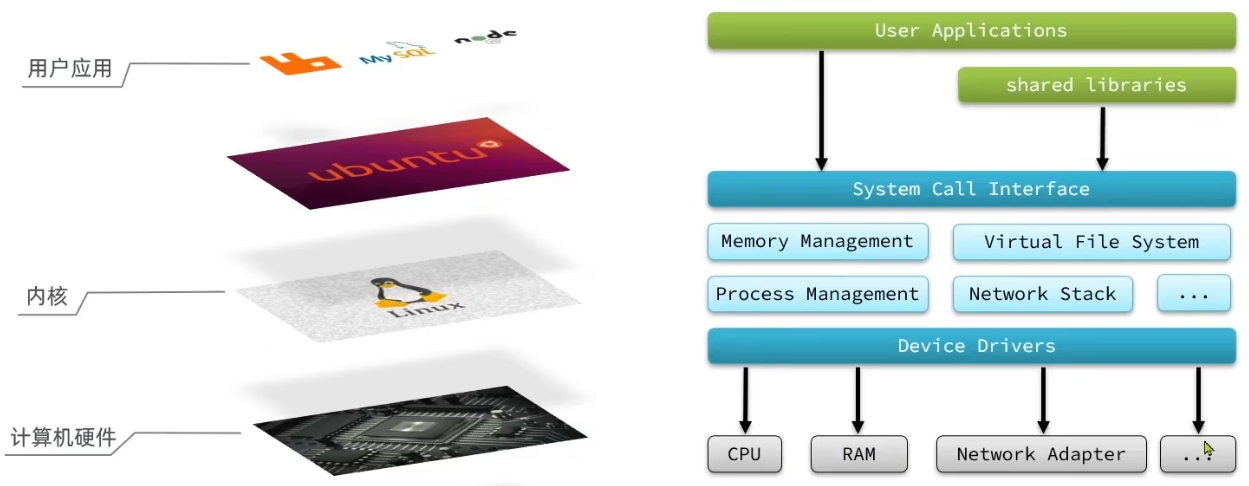 用户应用
MySQL
node
ubuntu
内核
Linux
计算机硬件
User Applications
shared libraries
System Call Interface
Memory Management
Virtual File System
Process Management
Network Stack
...
Device Drivers
CPU
RAM
Network Adapter
...